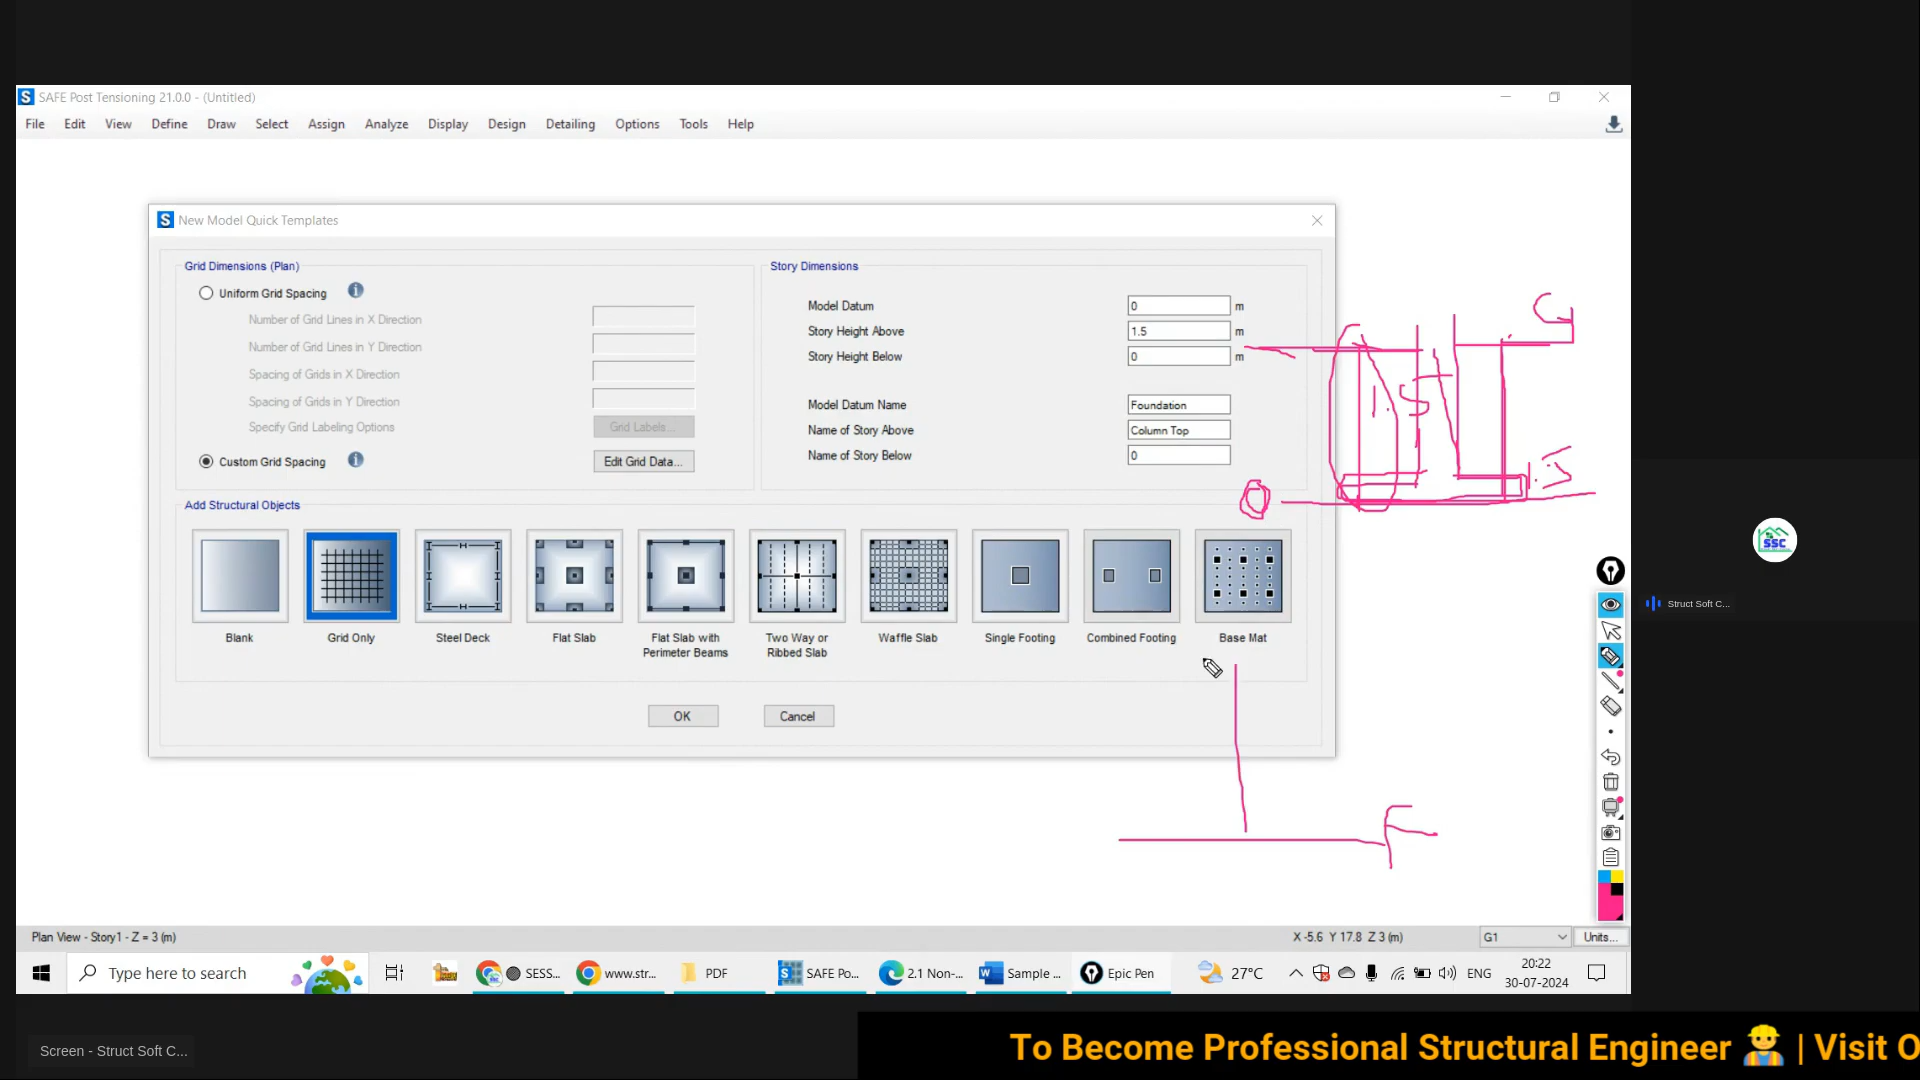 SAFE Post Tensioning 21.0.0 - (Untitled)
File Edit View Define Draw Select Assign Analyze Display Design Detailing Options Tools Help
New Model Quick Templates
Grid Dimensions (Plan)
Uniform Grid Spacing
Number of Grid Lines in X Direction
Number of Grid Lines in Y Direction
Spacing of Grids in X Direction
Spacing of Grids in Y Direction
Specify Grid Labeling Options
Grid Labels...
Custom Grid Spacing
Edit Grid Data...
Story Dimensions
Model Datum 0 m
Story Height Above 1.5 m
Story Height Below 0 m
Model Datum Name Foundation
Name of Story Above Column Top
Name of Story Below 0
G
1.5
1.5
0
Add Structural Objects
Blank
Grid Only
Steel Deck
Flat Slab
Flat Slab with
Perimeter Beams
Two Way or
Ribbed Slab
Waffle Slab
Single Footing
Combined Footing
Base Mat
OK Cancel
F
SSC
Struct Soft C...
Plan View - Story1 - Z = 3 (m)
X -5.6 Y 17.8 Z 3 (m)
G1
Units...
Type here to search
SESS...
www.str...
PDF
SAFE Po...
2.1 Non-...
Sample ...
Epic Pen
27°C
ENG
20:22
30-07-2024
Screen - Struct Soft C...
To Become Professional Structural Engineer | Visit O